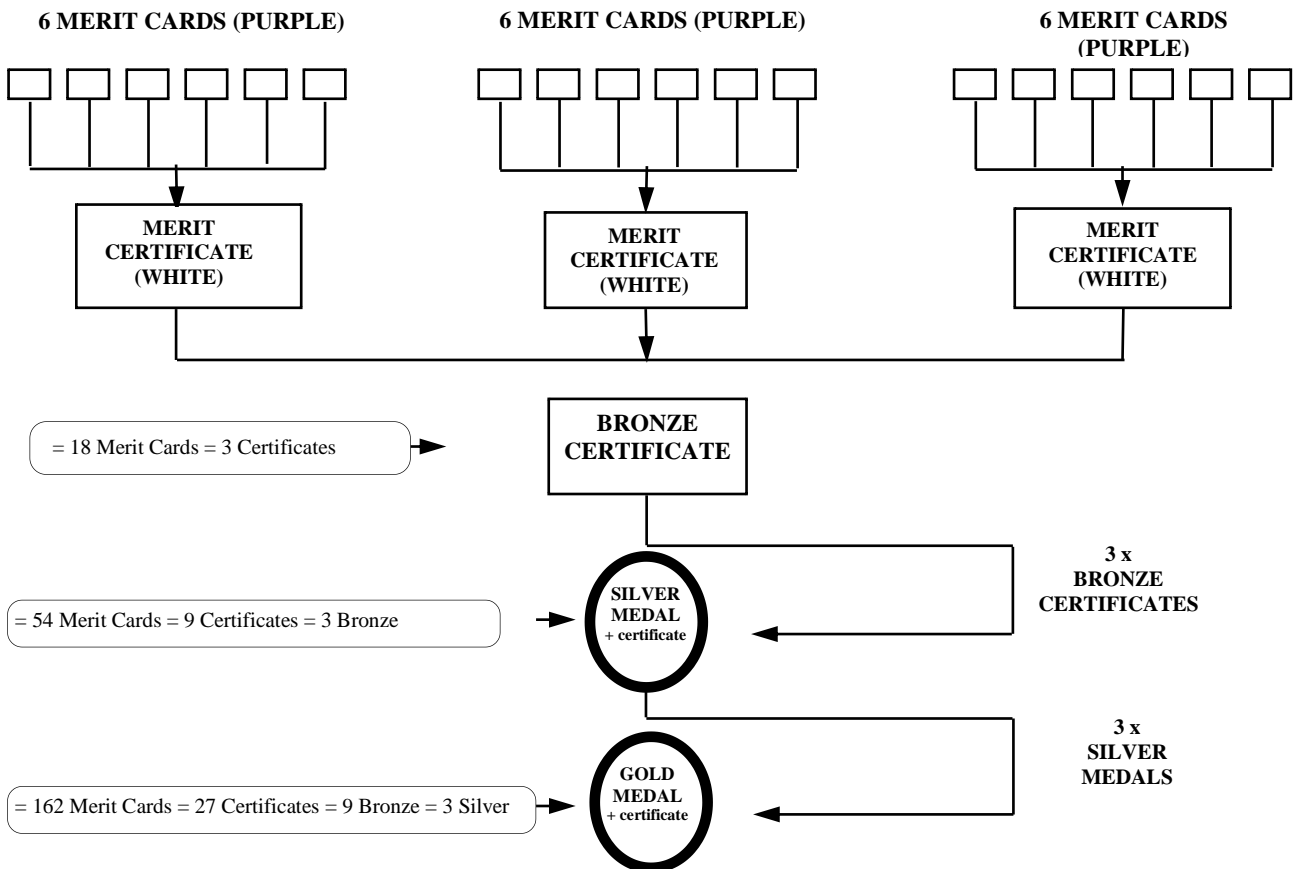 6 MERIT CARDS (PURPLE)
6 MERIT CARDS (PURPLE)
6 MERIT CARDS
(PURPLE)
MERIT
CERTIFICATE
(WHITE)
MERIT
CERTIFICATE
(WHITE)
MERIT
CERTIFICATE
(WHITE)
BRONZE
CERTIFICATE
= 18 Merit Cards = 3 Certificates
3 x
BRONZE
CERTIFICATES
SILVER
MEDAL
+ certificate
= 54 Merit Cards = 9 Certificates = 3 Bronze
3 x
SILVER
MEDALS
GOLD
MEDAL
+ certificate
= 162 Merit Cards = 27 Certificates = 9 Bronze = 3 Silver